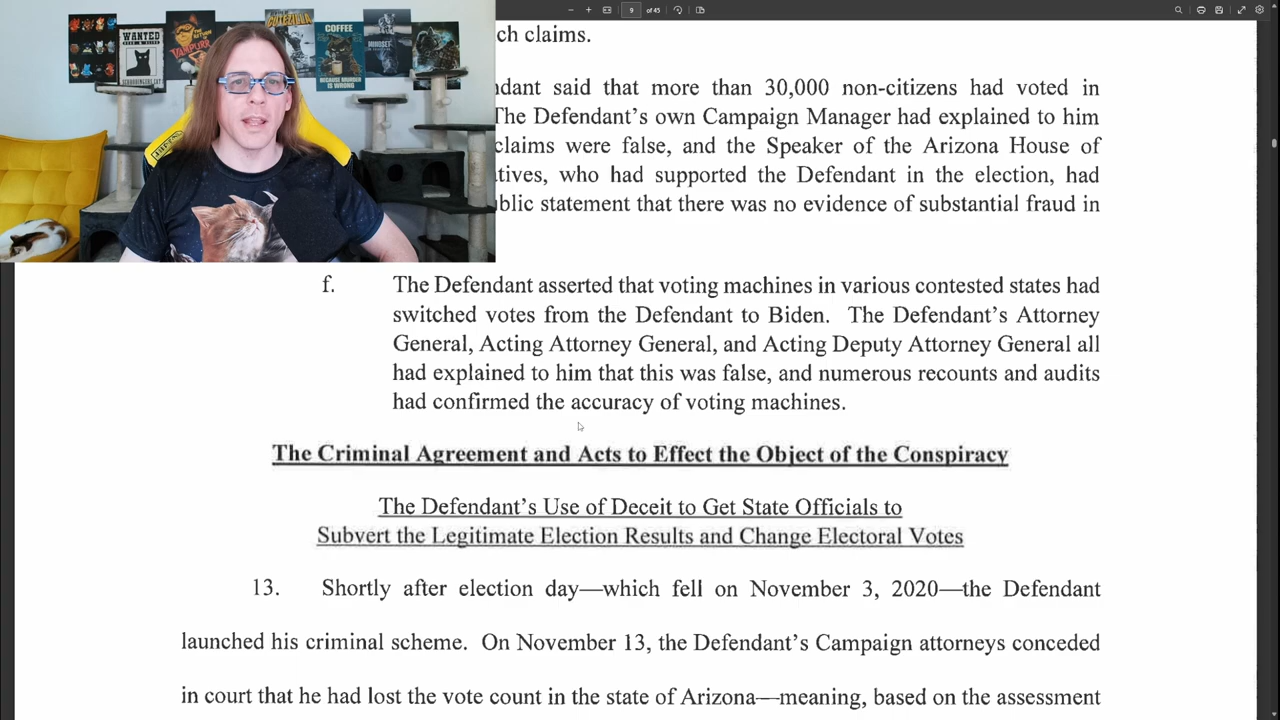 9 of 45
ch claims.
ndant said that more than 30,000 non-citizens had voted in
The Defendant's own Campaign Manager had explained to him
claims were false, and the Speaker of the Arizona House of
tives, who had supported the Defendant in the election, had
blic statement that there was no evidence of substantial fraud in
f. The Defendant asserted that voting machines in various contested states had
switched votes from the Defendant to Biden. The Defendant's Attorney
General, Acting Attorney General, and Acting Deputy Attorney General all
had explained to him that this was false, and numerous recounts and audits
had confirmed the accuracy of voting machines.
The Criminal Agreement and Acts to Effect the Object of the Conspiracy
The Defendant's Use of Deceit to Get State Officials to
Subvert the Legitimate Election Results and Change Electoral Votes
13. Shortly after election day—which fell on November 3, 2020—the Defendant
launched his criminal scheme. On November 13, the Defendant's Campaign attorneys conceded
in court that he had lost the vote count in the state of Arizona—meaning, based on the assessment
WANTED
VAMPURR
CATZILLA
COFFEE
BECAUSE MURDER
IS WRONG
MINDSET